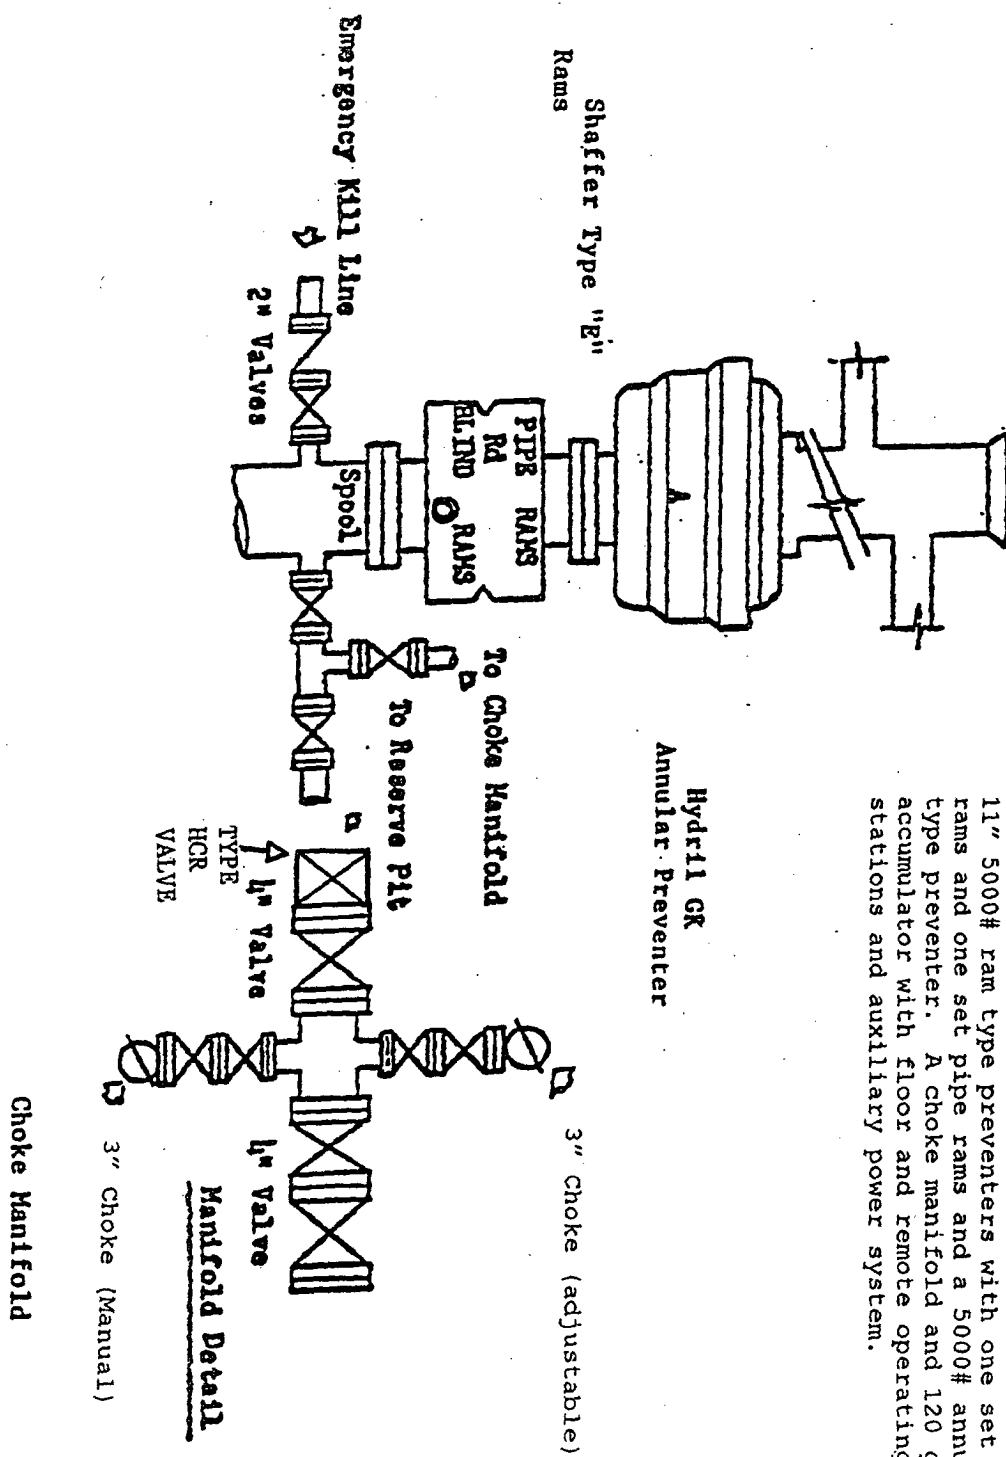 11" 5000# ram type preventers with one set
rams and one set pipe rams and a 5000#
type preventer. A choke manifold and 120
accumulator with floor and remote operating
stations and auxiliary power system.
Shaffer Type "E"
Rams
Hydril GK
Annular Preventer
A
PIPE RAMS
Rd
BLIND RAMS
Spool
Emergency Kill Line
2" Valves
To Choke Manifold
To Reserve Pit
TYPE
HCR
VALVE
4" Valve
4" Valve
3" Choke (adjustable)
3" Choke (Manual)
Manifold Detail
Choke Manifold